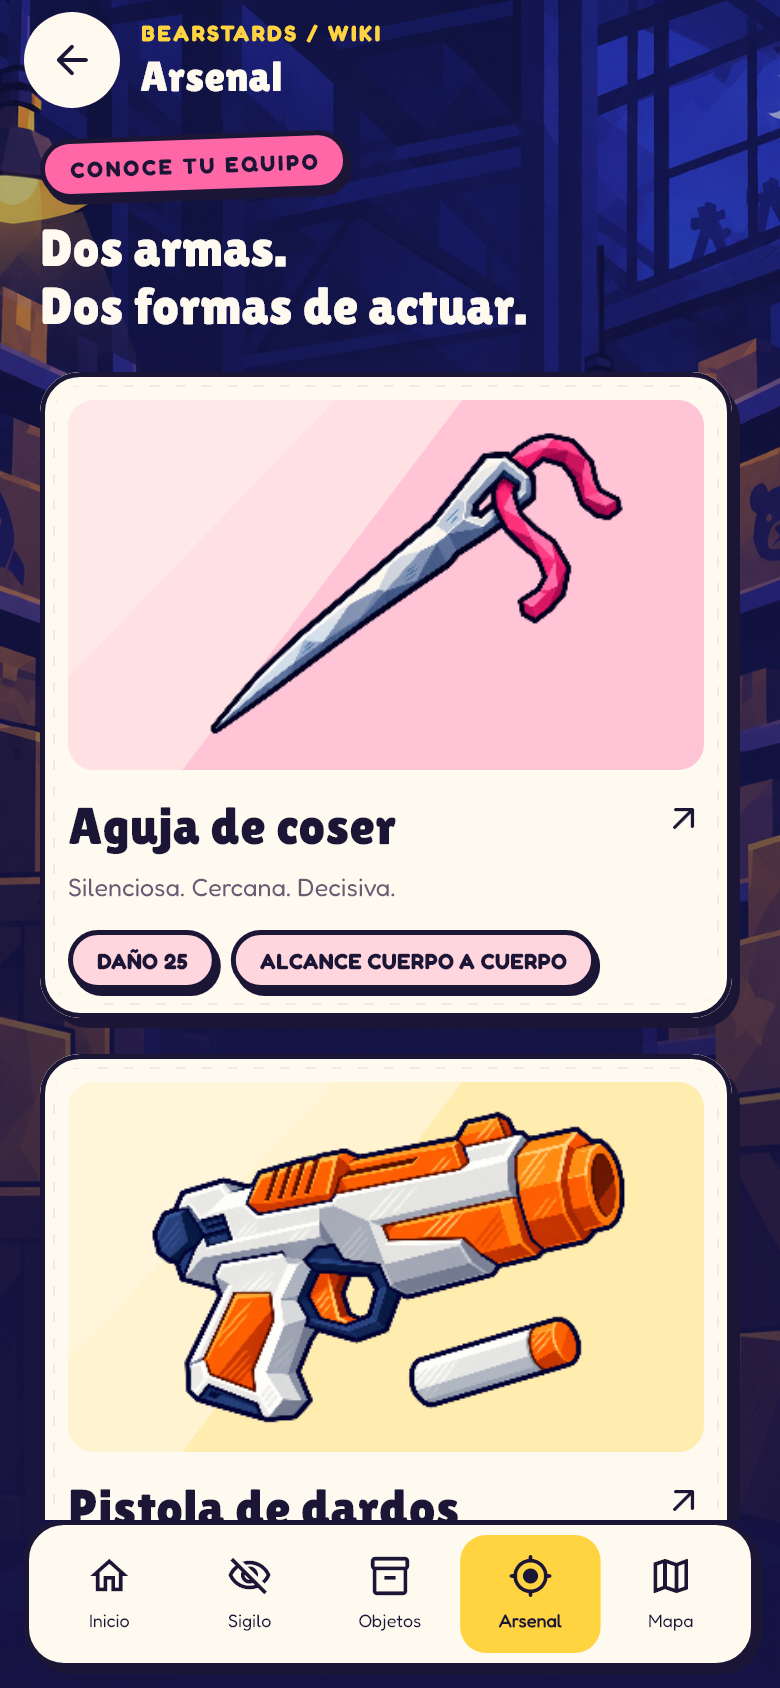 BEARSTARDS / WIKI
Arsenal
CONOCE TU EQUIPO
Dos armas.
Dos formas de actuar.
Aguja de coser
Silenciosa. Cercana. Decisiva.
DAÑO 25
ALCANCE CUERPO A CUERPO
Pistola de dardos
Inicio
Sigilo
Objetos
Arsenal
Mapa